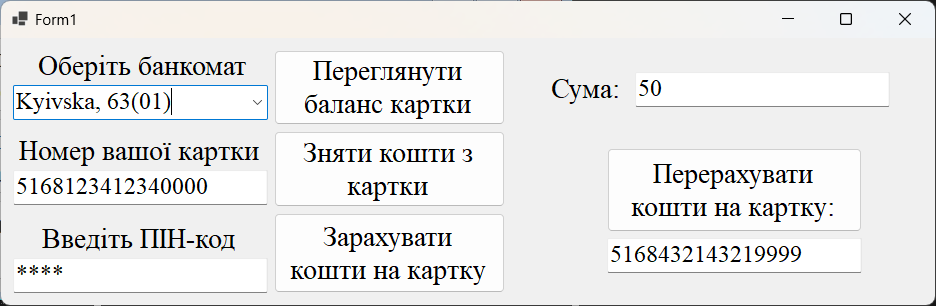 Form1
Оберіть банкомат
Kyivska, 63(01)
Номер вашої картки
5168123412340000
Введіть ПІН-код
****
Переглянути
баланс картки
Зняти кошти з
картки
Зарахувати
кошти на картку
Сума: 50
Перерахувати
кошти на картку:
5168432143219999